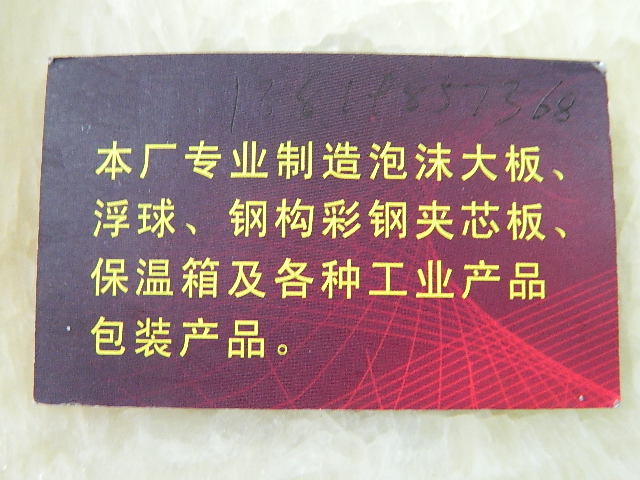 本厂专业制造泡沫大板、
浮球、钢构彩钢夹芯板、
保温箱及各种工业产品
包装产品。